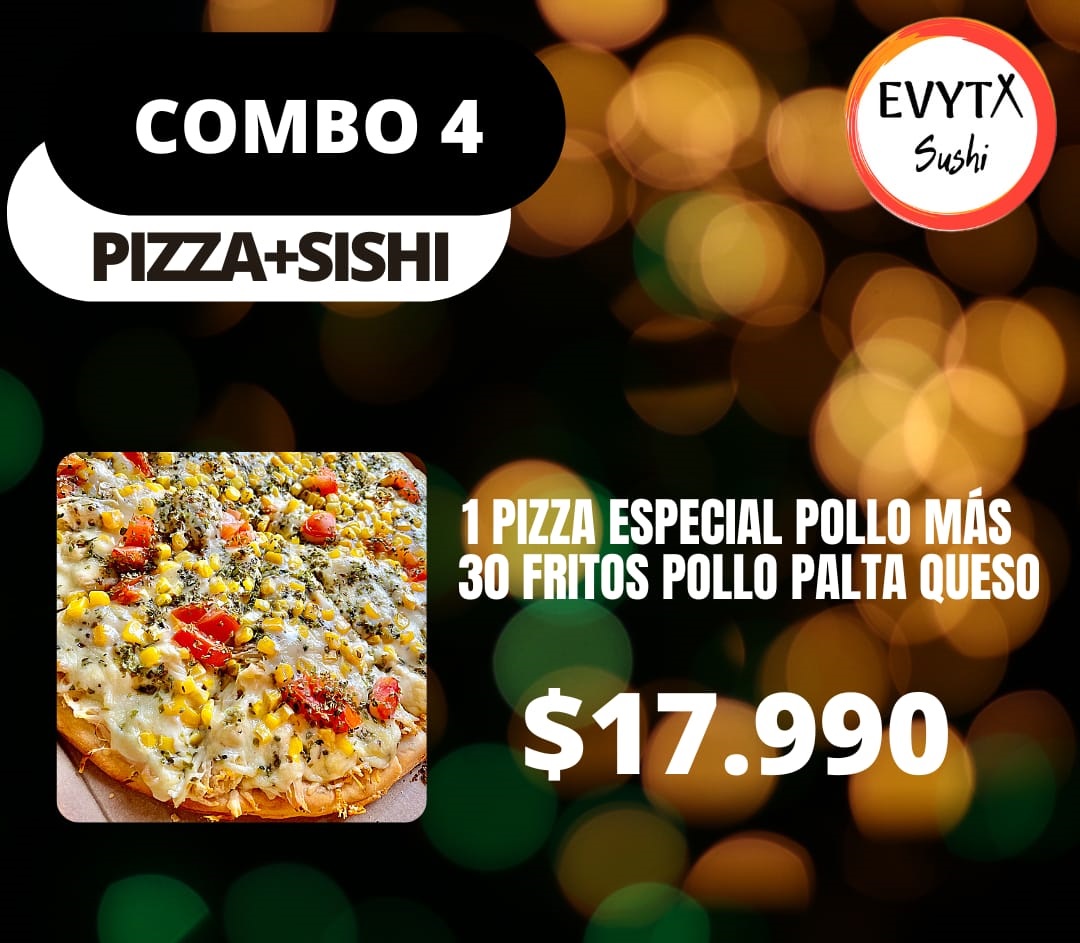 COMBO 4
EVYTX
Sushi
PIZZA+SISHI
1 PIZZA ESPECIAL POLLO MÁS
30 FRITOS POLLO PALTA QUESO
$17.990